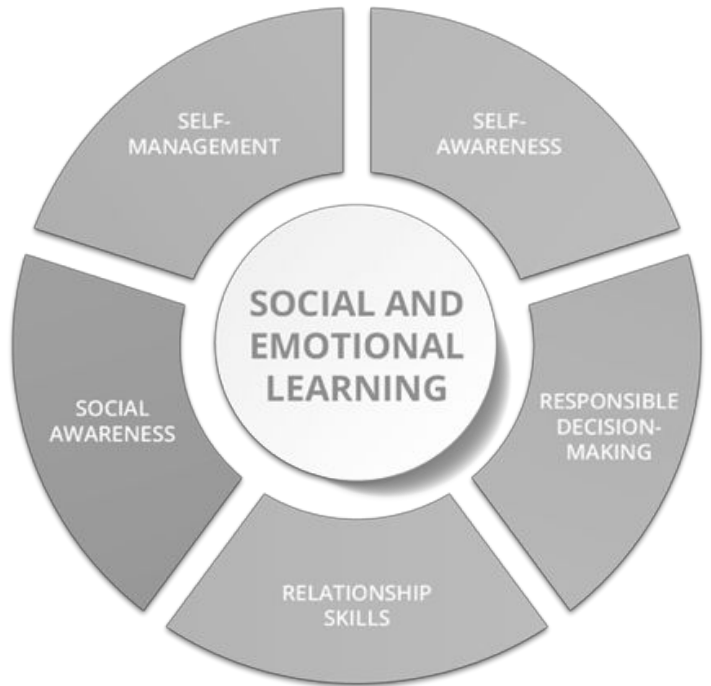 SELF-
MANAGEMENT
SELF-
AWARENESS
SOCIAL AND
EMOTIONAL
LEARNING
SOCIAL
AWARENESS
RESPONSIBLE
DECISION-
MAKING
RELATIONSHIP
SKILLS